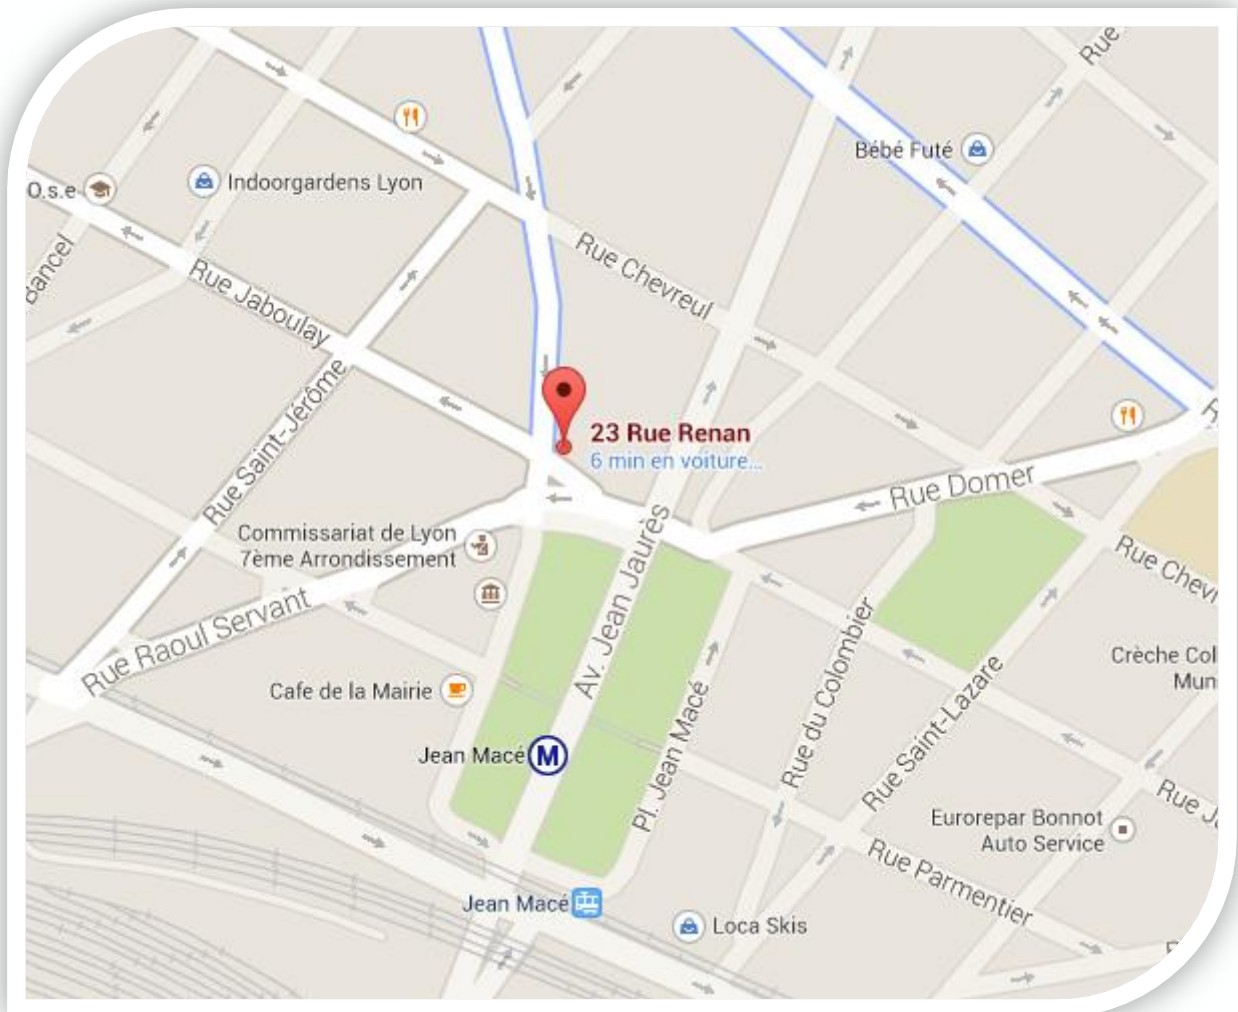 Rue
Bébé Futé
O.s.e
Indoorgardens Lyon
Bancel
Rue Chevreul
Rue Jaboulay
Rue Saint-Jérôme
23 Rue Renan
6 min en voiture...
Rue Domer
Commissariat de Lyon
7ème Arrondissement
Av. Jean Jaurès
Rue Chevr
Rue Raoul Servant
Rue du Colombier
Crèche Col
Mun
Cafe de la Mairie
Rue Saint-Lazare
Pl. Jean Macé
Jean Macé M
Rue J
Eurorepar Bonnot
Auto Service
Rue Parmentier
Jean Macé
Loca Skis